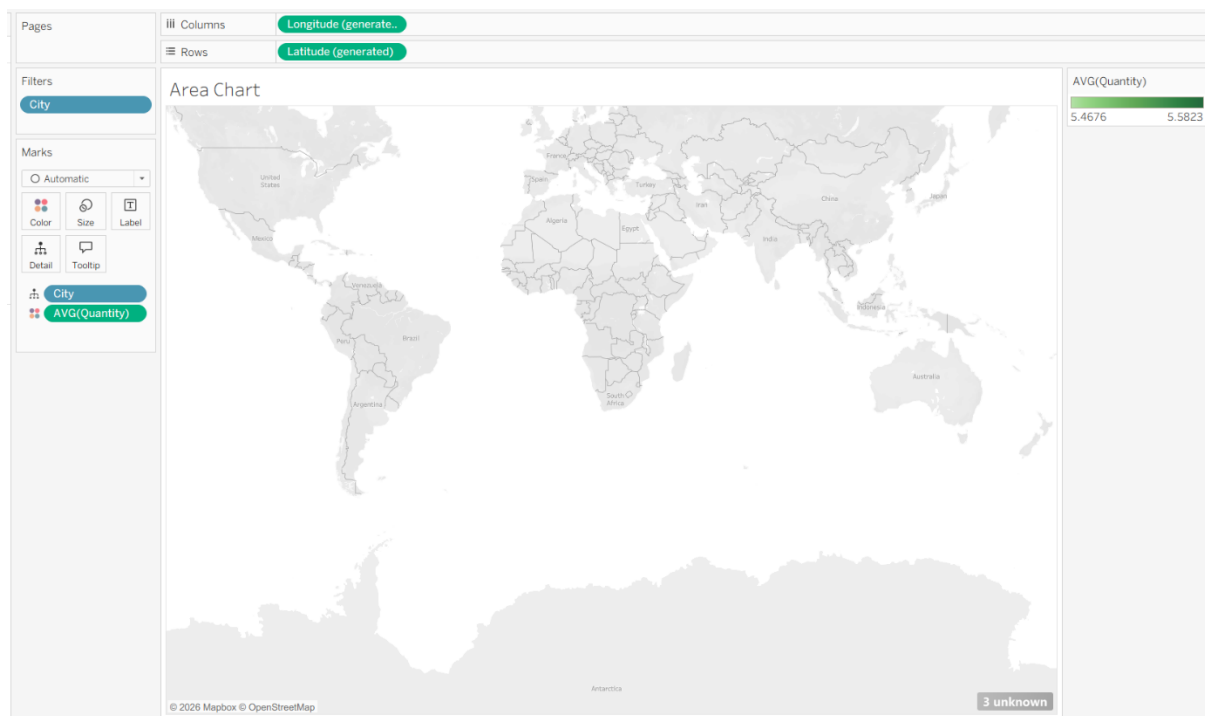 Pages
Columns
Longitude (generate..
Rows
Latitude (generated)
Filters
City
Marks
Automatic
Color
Size
Label
Detail
Tooltip
City
AVG(Quantity)
Area Chart
United
States
Mexico
Venezuela
Peru
Brazil
Argentina
France
Spain
Turkey
Algeria
Egypt
Iran
India
China
Japan
Indonesia
South
Africa
Australia
Antarctica
© 2026 Mapbox © OpenStreetMap
3 unknown
AVG(Quantity)
5.4676 5.5823